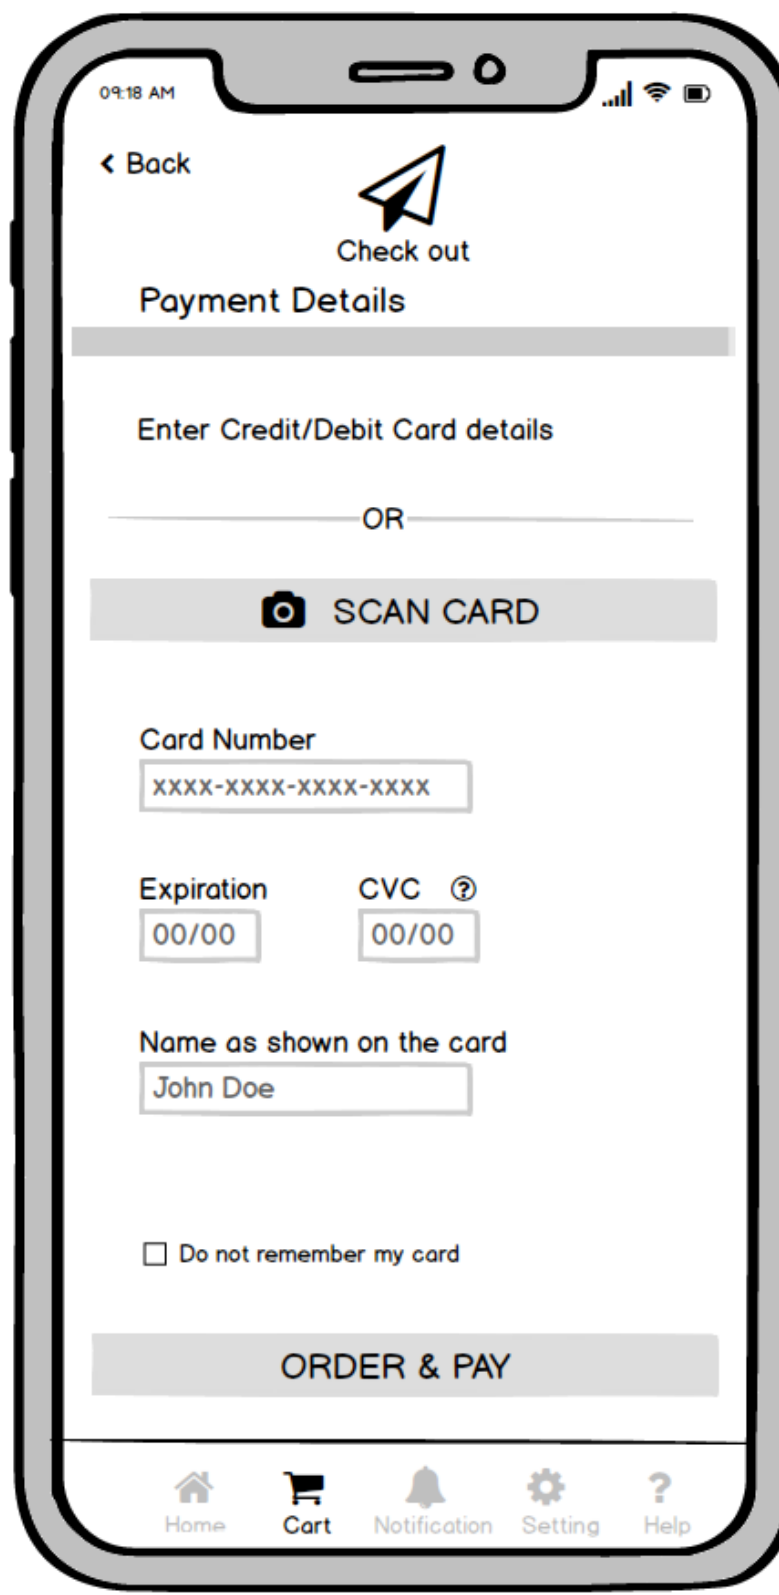 09:18 AM
Back
Check out
Payment Details
Enter Credit/Debit Card details
OR
SCAN CARD
Card Number
xxxx-xxxx-xxxx-xxxx
Expiration CVC ?
00/00 00/00
Name as shown on the card
John Doe
Do not remember my card
ORDER & PAY
?
Home Cart Notification Setting Help